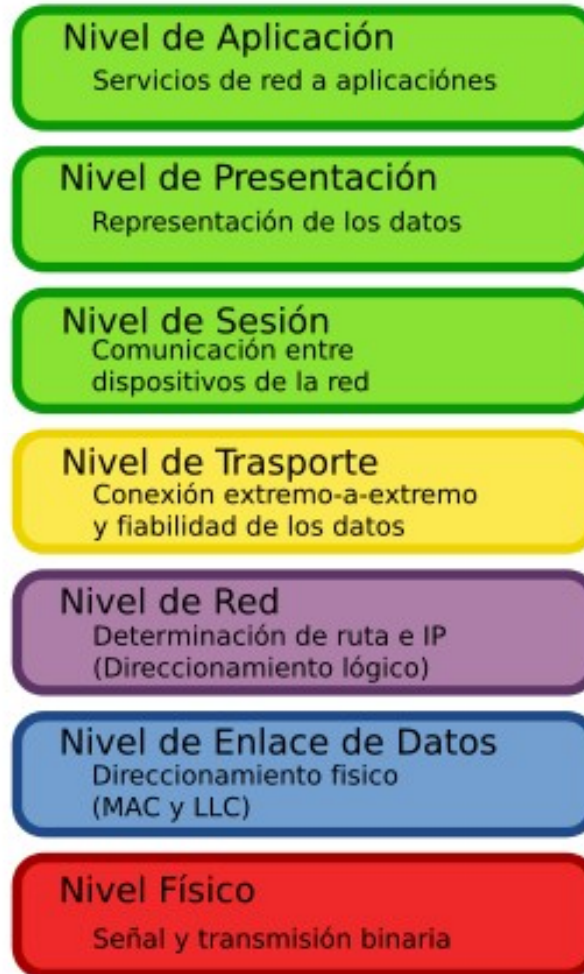 Nivel de Aplicación
Servicios de red a aplicaciónes
Nivel de Presentación
Representación de los datos
Nivel de Sesión
Comunicación entre
dispositivos de la red
Nivel de Trasporte
Conexión extremo-a-extremo
y fiabilidad de los datos
Nivel de Red
Determinación de ruta e IP
(Direccionamiento lógico)
Nivel de Enlace de Datos
Direccionamiento fisico
(MAC y LLC)
Nivel Físico
Señal y transmisión binaria